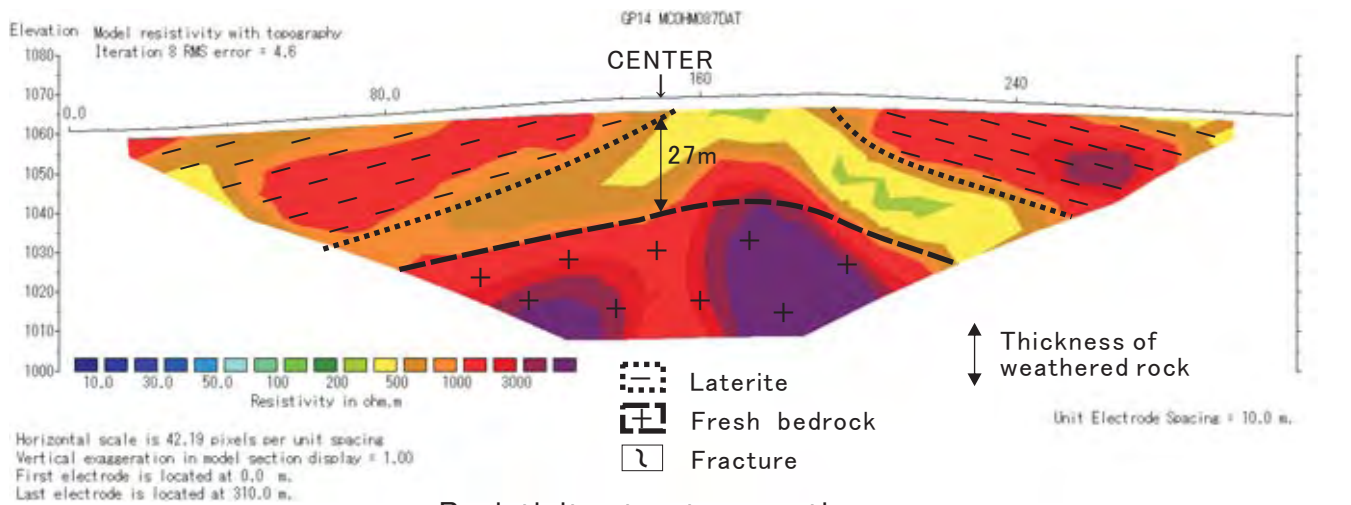 GP14 MCOHM087DAT
Elevation
Model resistivity with topography
Iteration 8 RMS error = 4.6
1080
1070
1060
1050
1040
1030
1020
1010
1000
CENTER
0.0
80.0
160
240
27m
10.0 30.0 50.0 100 200 500 1000 3000
Resistivity in ohm.m
Laterite
Fresh bedrock
Fracture
Thickness of
weathered rock
Unit Electrode Spacing = 10.0 m.
Horizontal scale is 42.19 pixels per unit spacing
Vertical exaggeration in model section display = 1.00
First electrode is located at 0.0 m.
Last electrode is located at 310.0 m.